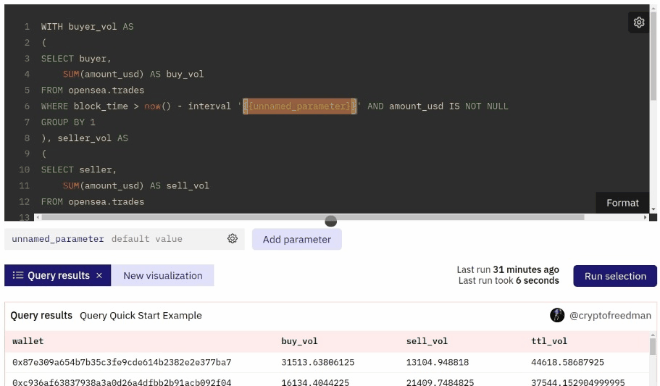 1 WITH buyer_vol AS
2 (
3 SELECT buyer,
4 SUM(amount_usd) AS buy_vol
5 FROM opensea.trades
6 WHERE block_time > now() - interval '{{unnamed_parameter}}' AND amount_usd IS NOT NULL
7 GROUP BY 1
8 ), seller_vol AS
9 (
10 SELECT seller,
11 SUM(amount_usd) AS sell_vol
12 FROM opensea.trades
13
Format
unnamed_parameter default value
Add parameter
Query results × New visualization
Last run 31 minutes ago
Last run took 6 seconds
Run selection
Query results Query Quick Start Example @cryptofreedman
wallet buy_vol sell_vol ttl_vol
0x87e309a654b7b35c3fe9cde614b2382e2e377ba7 31513.63806125 13104.948818 44618.58687925
0xc936af63837938a3a0d26a4dfbb2b91acb092f04 16134.4044225 21409.7484825 37544.152904999995